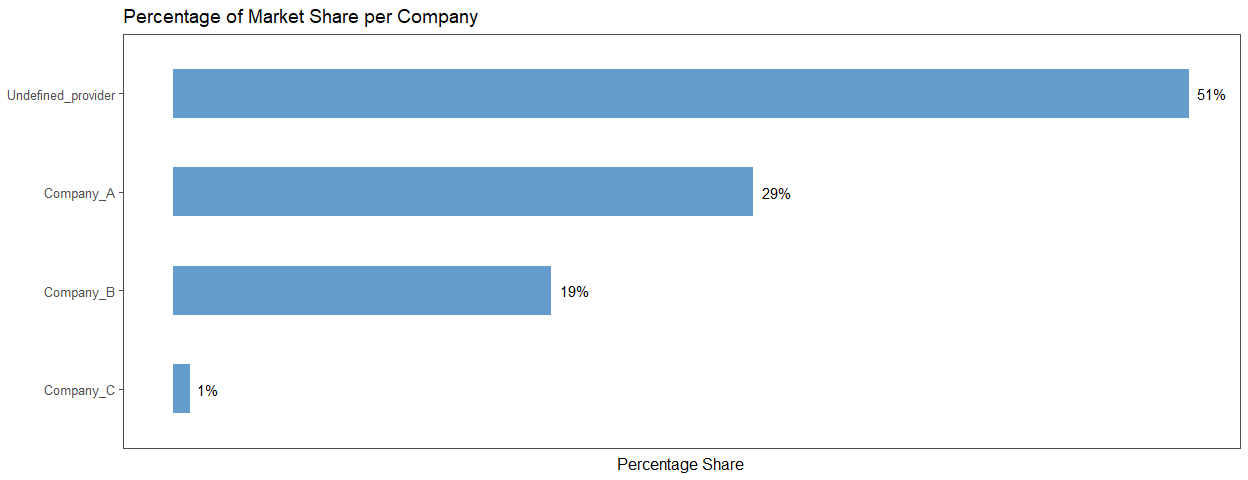 Percentage of Market Share per Company
Undefined_provider
51%
Company_A
29%
Company_B
19%
Company_C
1%
Percentage Share